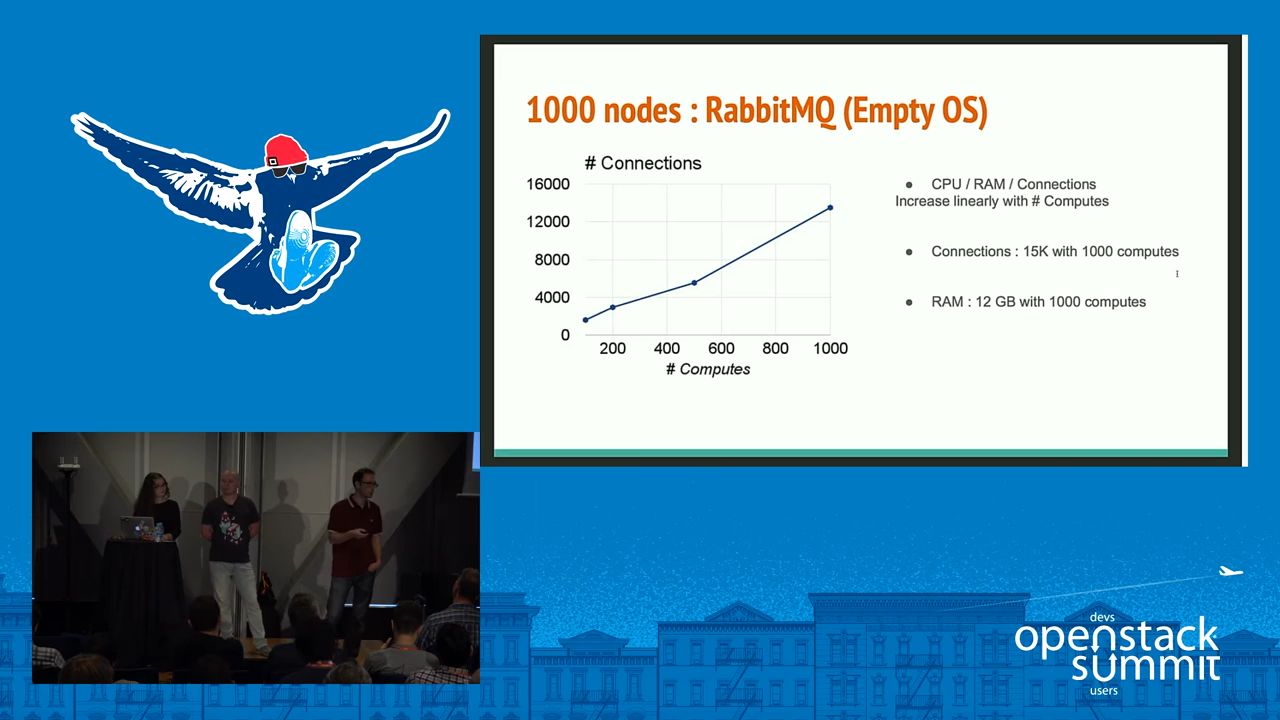 1000 nodes : RabbitMQ (Empty OS)
# Connections
16000
12000
8000
4000
0
200 400 600 800 1000
# Computes
● CPU / RAM / Connections
Increase linearly with # Computes
● Connections : 15K with 1000 computes
● RAM : 12 GB with 1000 computes
devs
openstack
summit
users